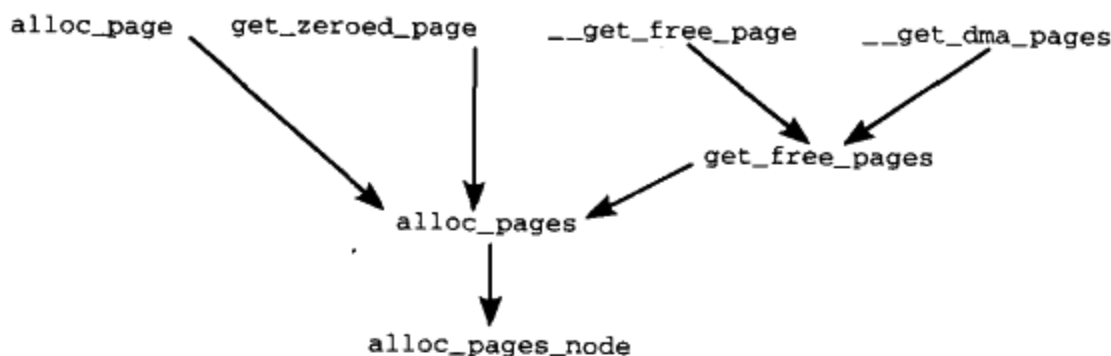 alloc_page get_zeroed_page __get_free_page __get_dma_pages
get_free_pages
alloc_pages
alloc_pages_node